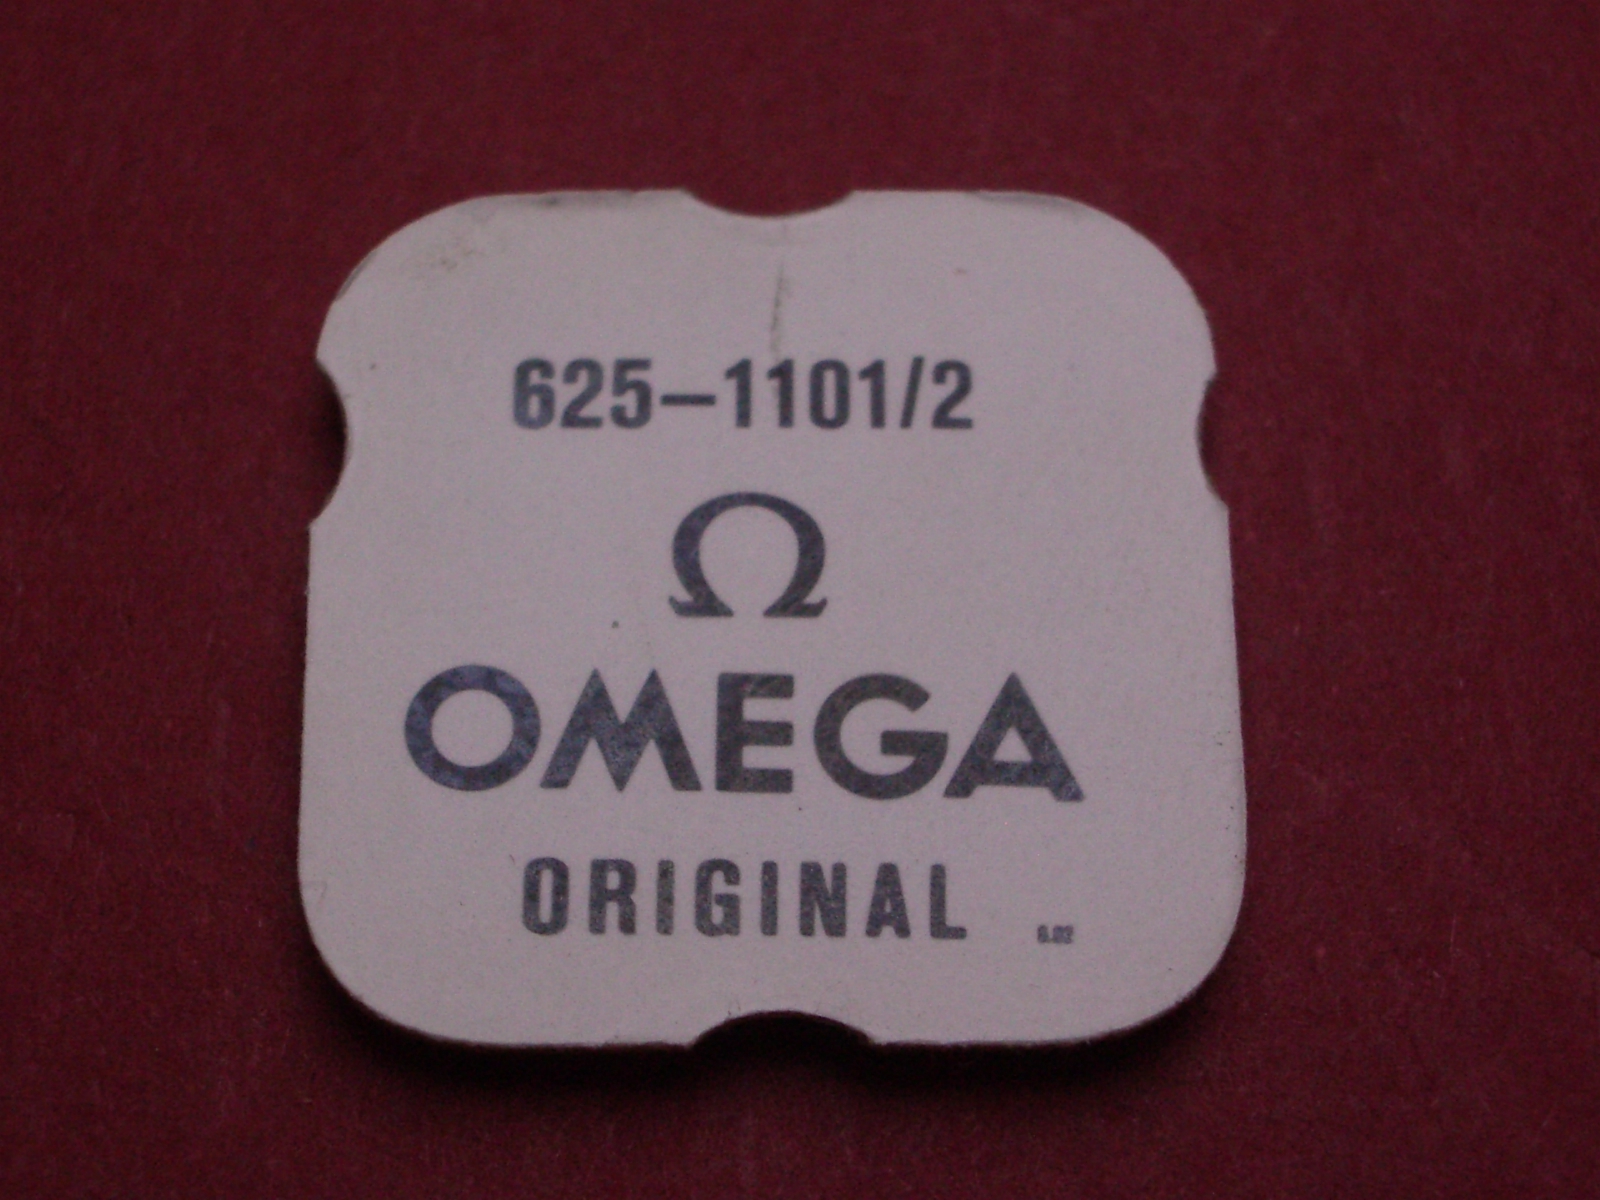 625-1101/2
Ω
OMEGA
ORIGINAL